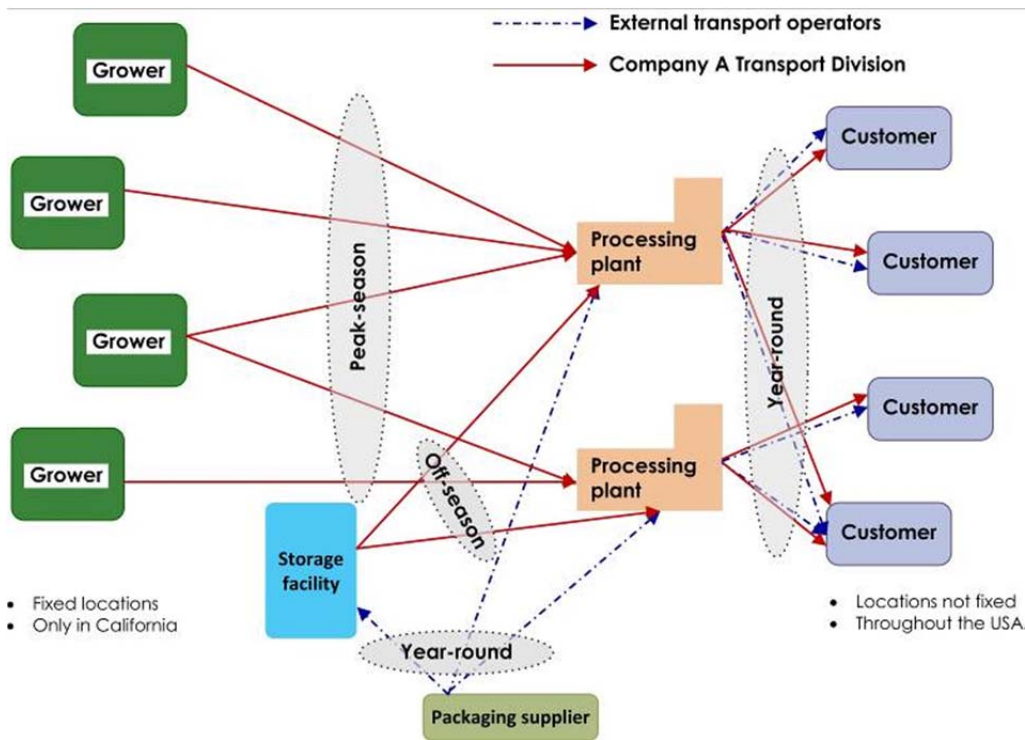 External transport operators
Company A Transport Division
Grower
Grower
Grower
Grower
Peak-season
Off-season
Storage
facility
Processing
plant
Processing
plant
Year-round
Customer
Customer
Customer
Customer
• Fixed locations
• Only in California
• Locations not fixed
• Throughout the USA.
Year-round
Packaging supplier